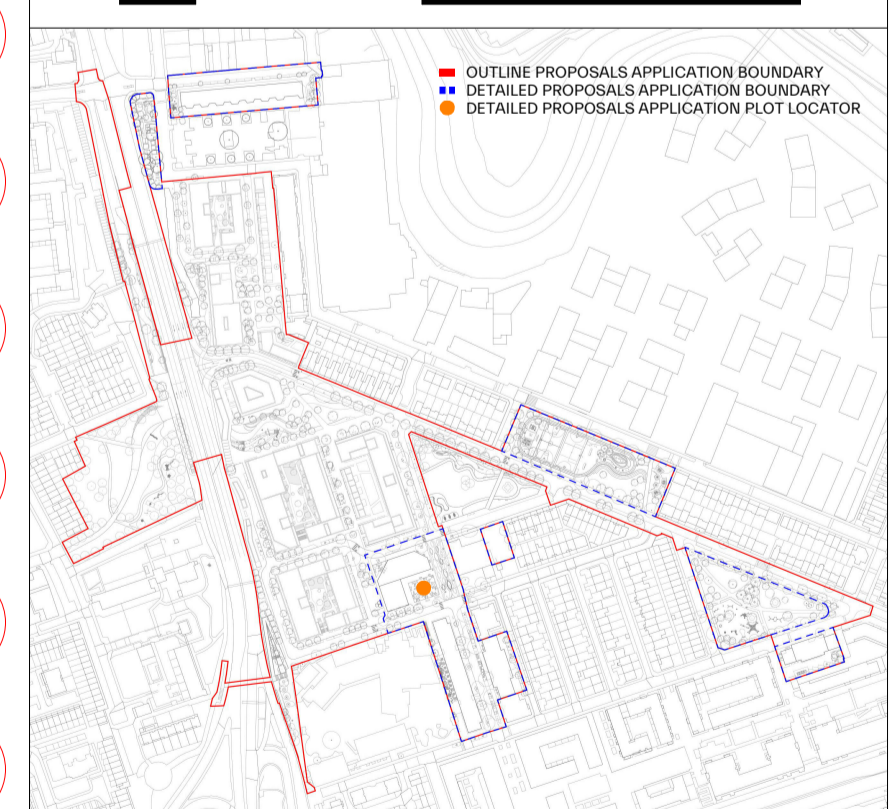 OUTLINE PROPOSALS APPLICATION BOUNDARY
DETAILED PROPOSALS APPLICATION BOUNDARY
DETAILED PROPOSALS APPLICATION PLOT LOCATOR